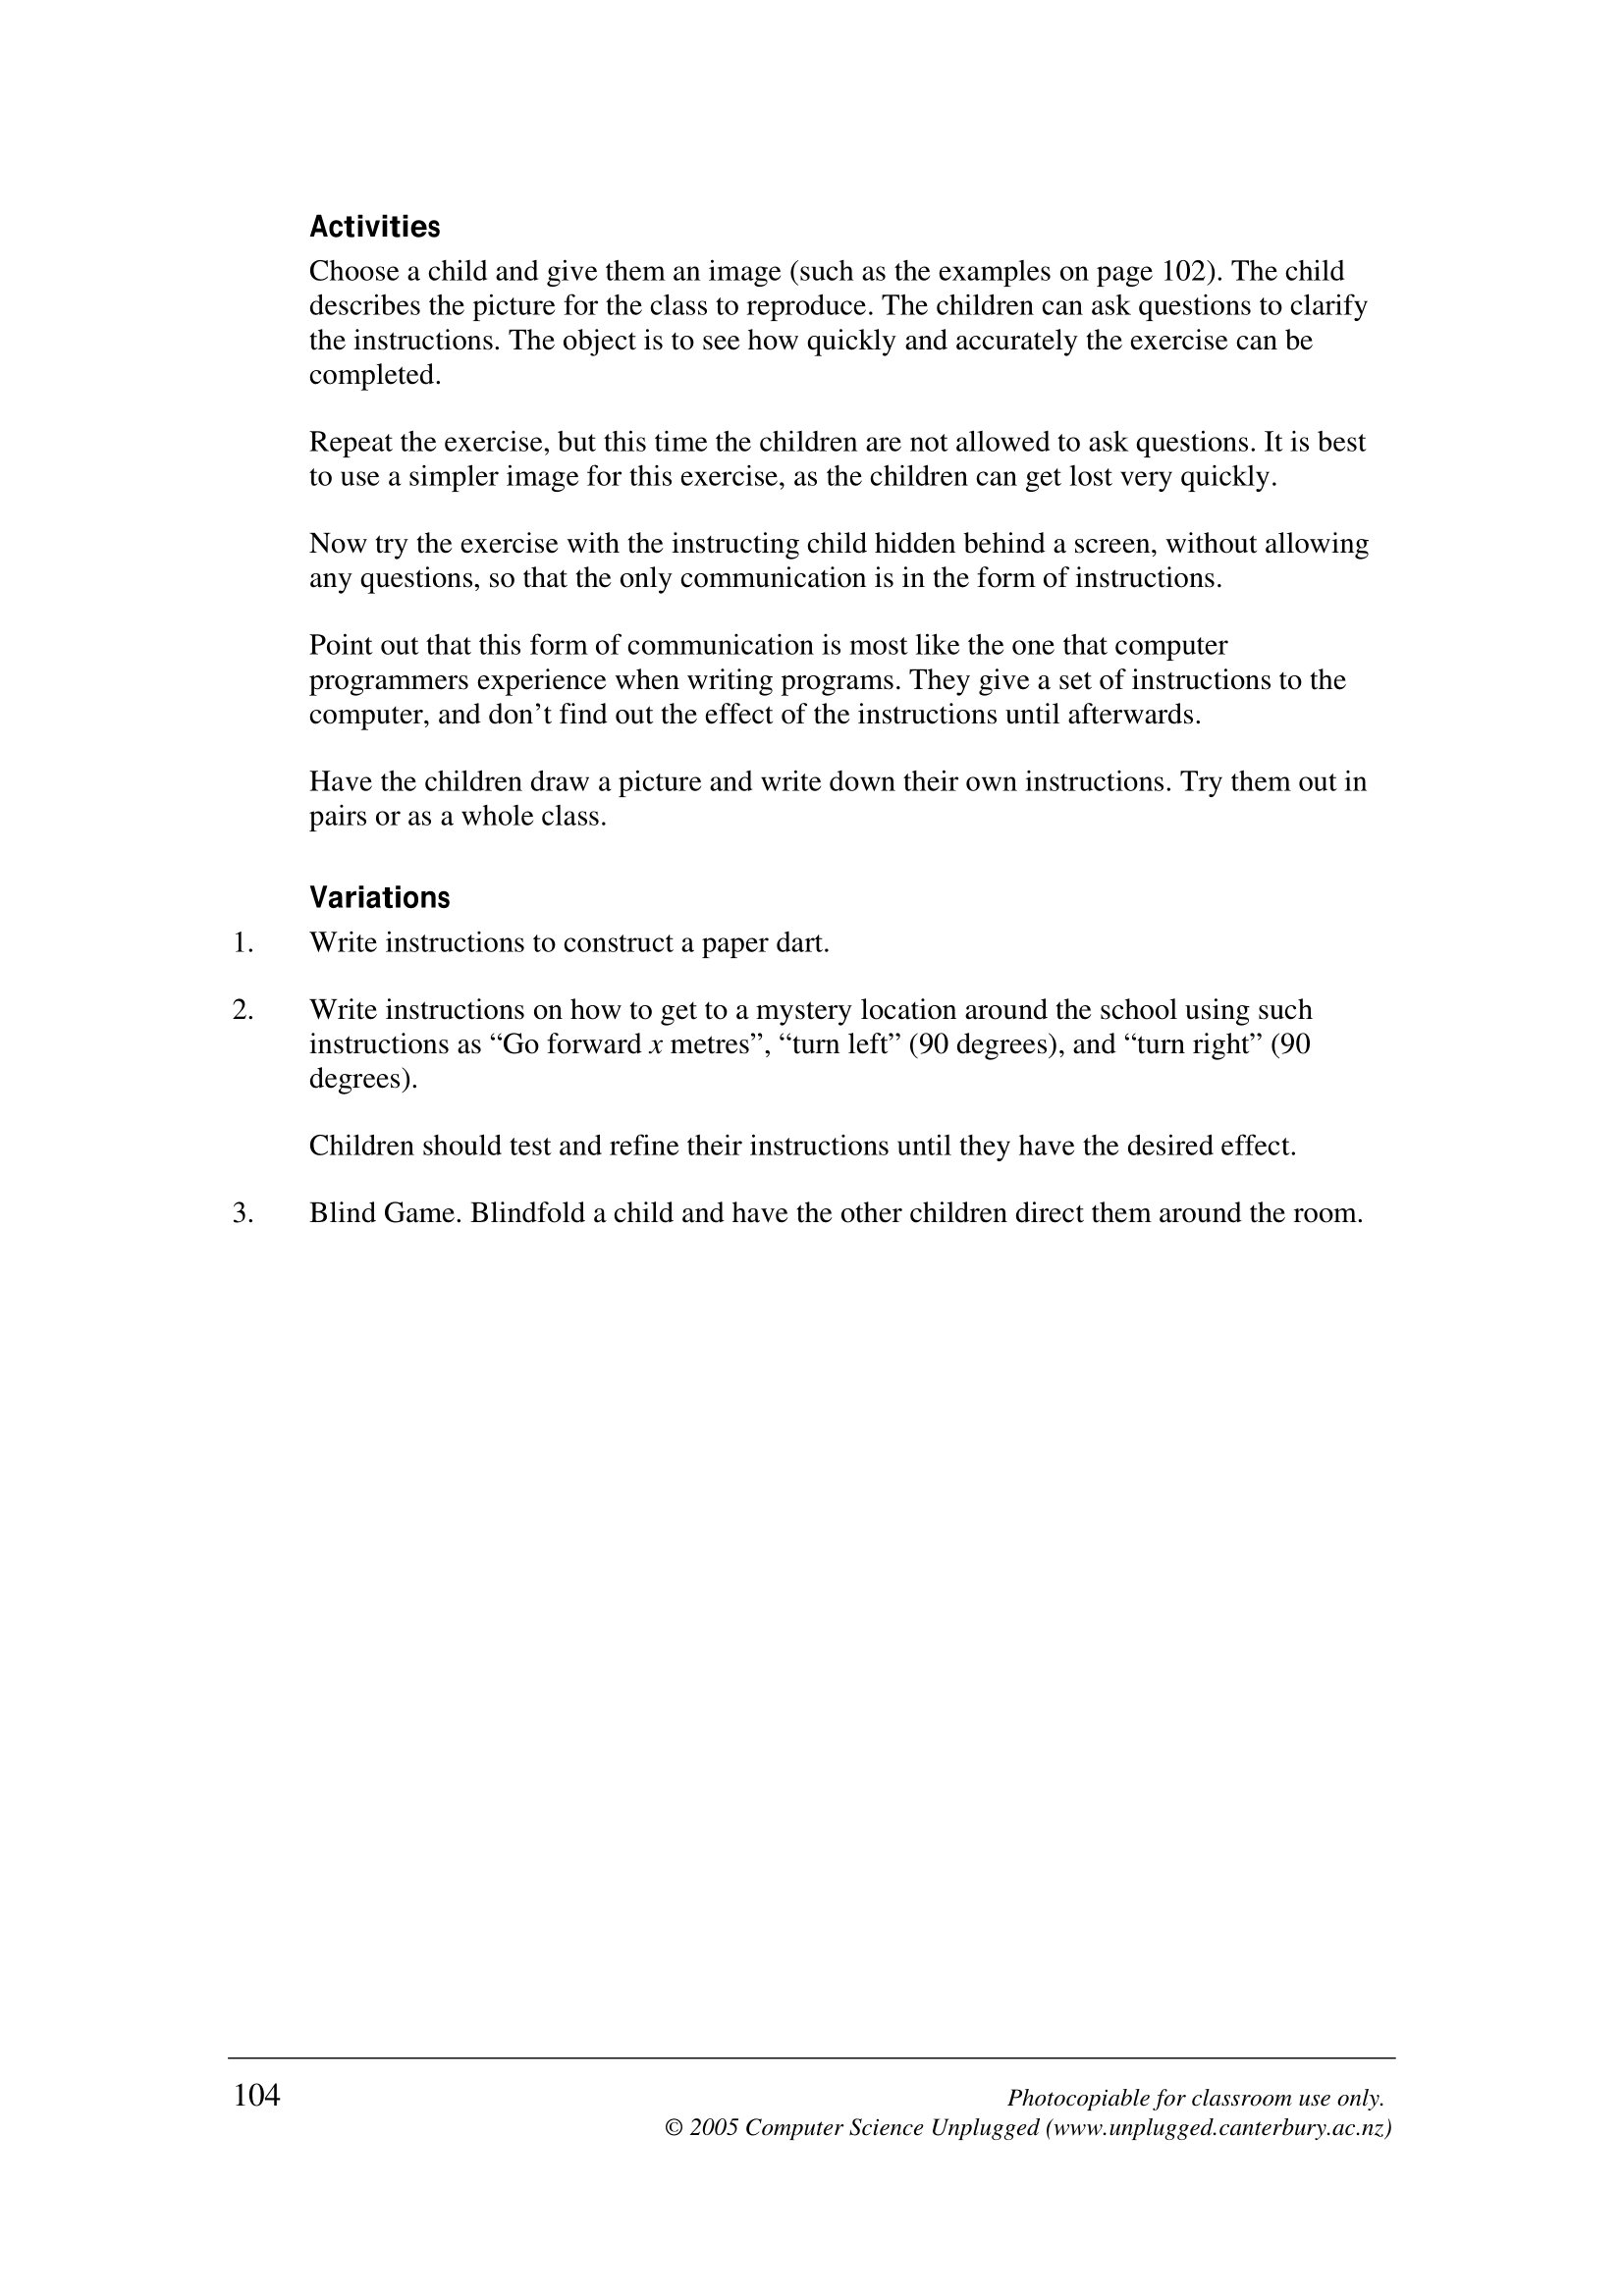 Activities
Choose a child and give them an image (such as the examples on page 102). The child
describes the picture for the class to reproduce. The children can ask questions to clarify
the instructions. The object is to see how quickly and accurately the exercise can be
completed.
Repeat the exercise, but this time the children are not allowed to ask questions. It is best
to use a simpler image for this exercise, as the children can get lost very quickly.
Now try the exercise with the instructing child hidden behind a screen, without allowing
any questions, so that the only communication is in the form of instructions.
Point out that this form of communication is most like the one that computer
programmers experience when writing programs. They give a set of instructions to the
computer, and don’t find out the effect of the instructions until afterwards.
Have the children draw a picture and write down their own instructions. Try them out in
pairs or as a whole class.
Variations
1. Write instructions to construct a paper dart.
2. Write instructions on how to get to a mystery location around the school using such
instructions as “Go forward x metres”, “turn left” (90 degrees), and “turn right” (90
degrees).
Children should test and refine their instructions until they have the desired effect.
3. Blind Game. Blindfold a child and have the other children direct them around the room.
104 Photocopiable for classroom use only.
© 2005 Computer Science Unplugged (www.unplugged.canterbury.ac.nz)